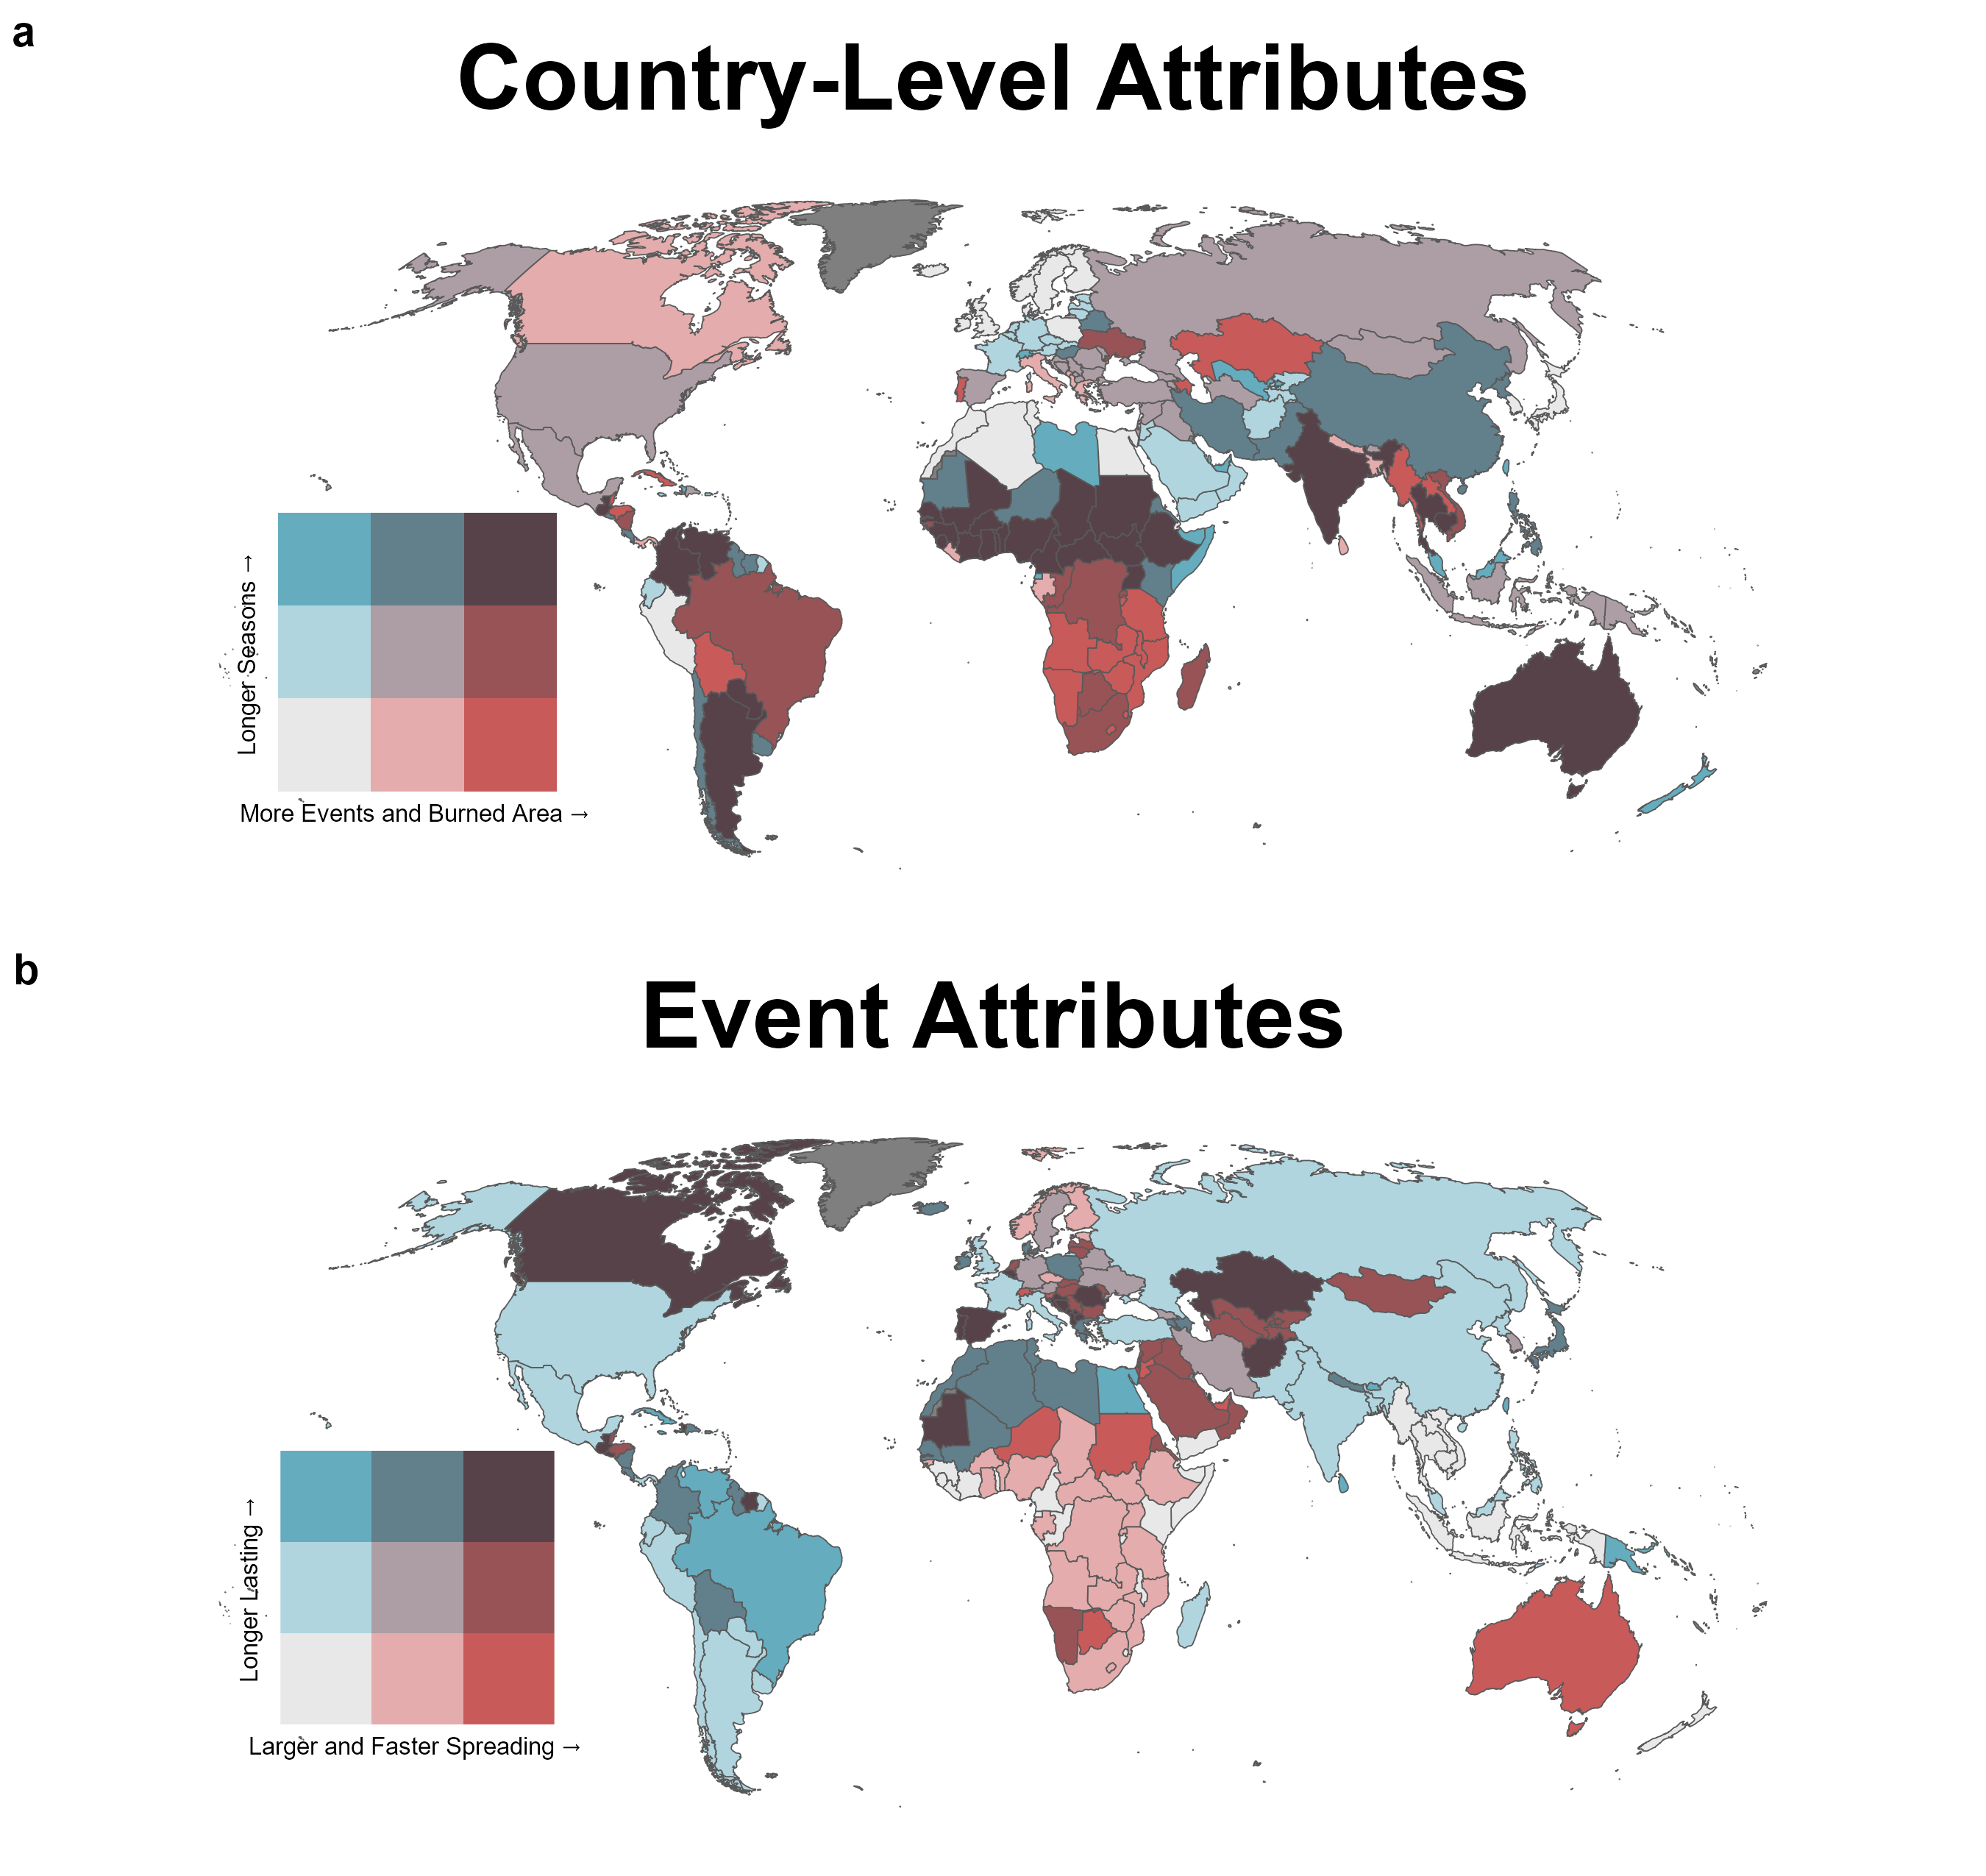 a
Country-Level Attributes
Longer Seasons →
More Events and Burned Area →
b
Event Attributes
Longer Lasting →
Larger and Faster Spreading →